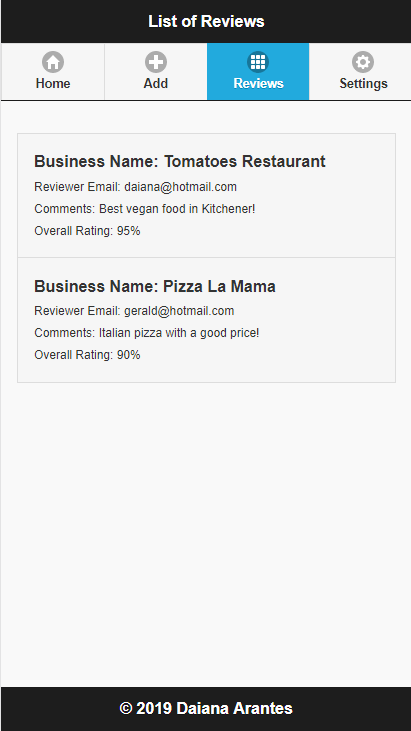 List of Reviews
Home Add Reviews Settings
Business Name: Tomatoes Restaurant
Reviewer Email: daiana@hotmail.com
Comments: Best vegan food in Kitchener!
Overall Rating: 95%
Business Name: Pizza La Mama
Reviewer Email: gerald@hotmail.com
Comments: Italian pizza with a good price!
Overall Rating: 90%
© 2019 Daiana Arantes